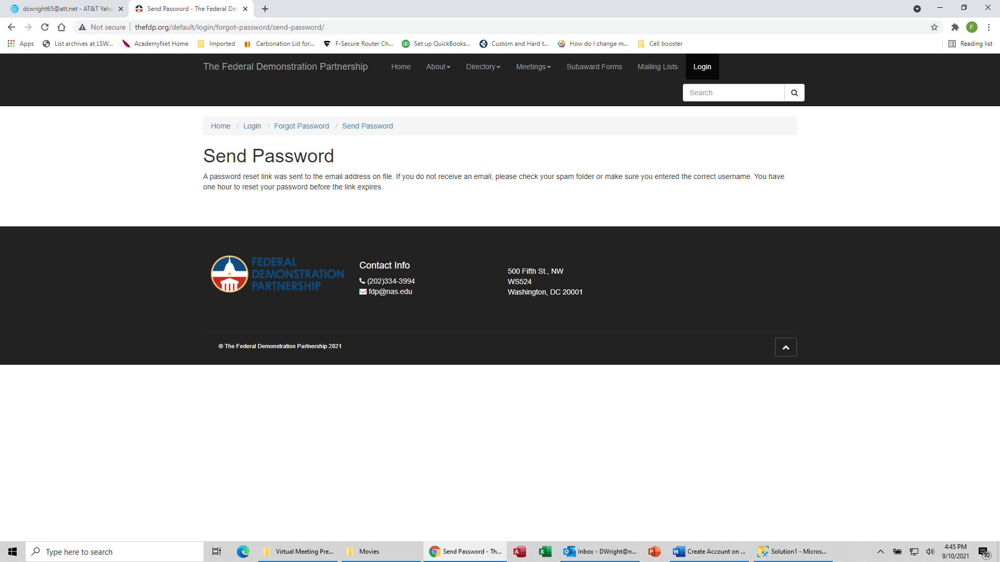 dcwright65@att.net - AT&T Yaho
Send Password - The Federal De
Not secure
thefdp.org/default/login/forgot-password/send-password/
F
Apps
List archives at LSW...
AcademyNet Home
Imported
Carbonation Lid for...
F-Secure Router Ch...
Set up QuickBooks...
Custom and Hard t...
How do I change m...
Cell booster
Reading list
The Federal Demonstration Partnership
Home
About
Directory
Meetings
Subaward Forms
Mailing Lists
Login
Search
Home / Login / Forgot Password / Send Password
Send Password
A password reset link was sent to the email address on file. If you do not receive an email, please check your spam folder or make sure you entered the correct username. You have
one hour to reset your password before the link expires.
FEDERAL
DEMONSTRATION
PARTNERSHIP
Contact Info
(202)334-3994
fdp@nas.edu
500 Fifth St., NW
WS524
Washington, DC 20001
© The Federal Demonstration Partnership 2021
Type here to search
Virtual Meeting Pre...
Movies
Send Password - Th...
Inbox - DWright@n...
Create Account on ...
Solution1 - Micros...
4:45 PM
9/10/2021
10